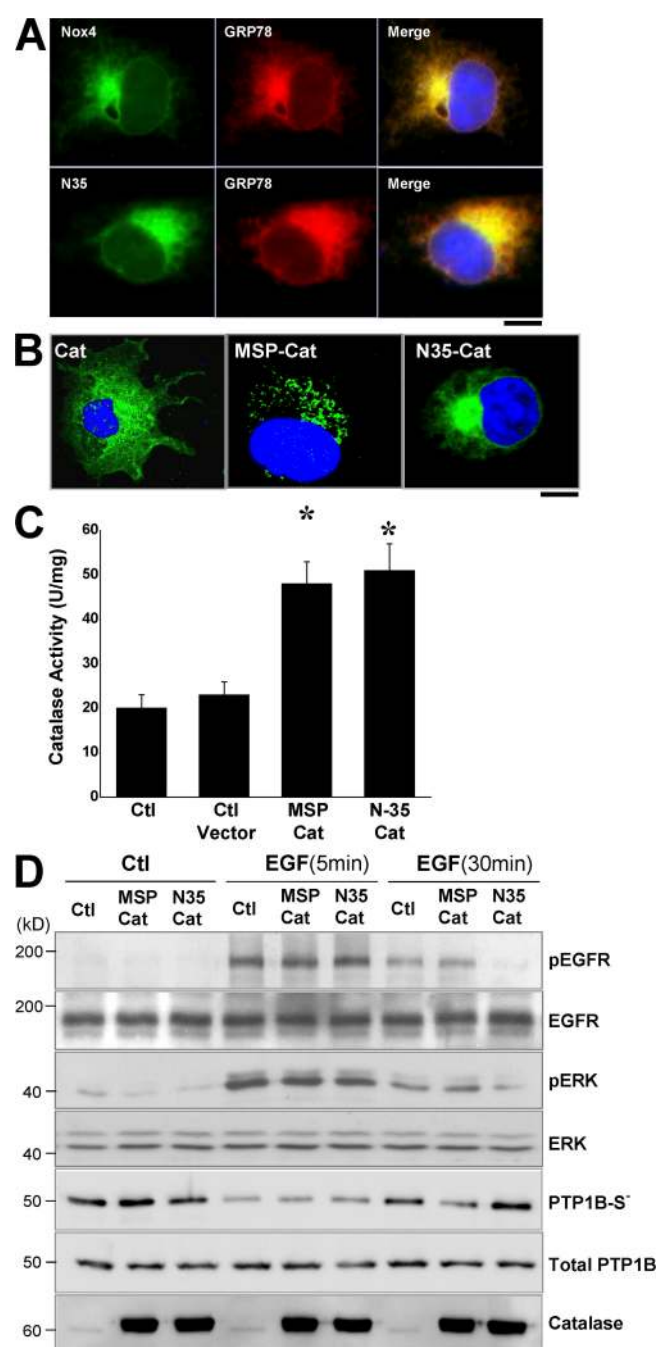 A
Nox4 GRP78 Merge
N35 GRP78 Merge
B
Cat MSP-Cat N35-Cat
C
Catalase Activity (U/mg)
60
50
40
30
20
10
0
* *
Ctl Ctl Vector MSP Cat N-35 Cat
D
Ctl EGF(5min) EGF(30min)
Ctl MSP Cat N35 Cat Ctl MSP Cat N35 Cat Ctl MSP Cat N35 Cat
(kD)
200 pEGFR
200 EGFR
40 pERK
40 ERK
50 PTP1B-S⁻
50 Total PTP1B
60 Catalase